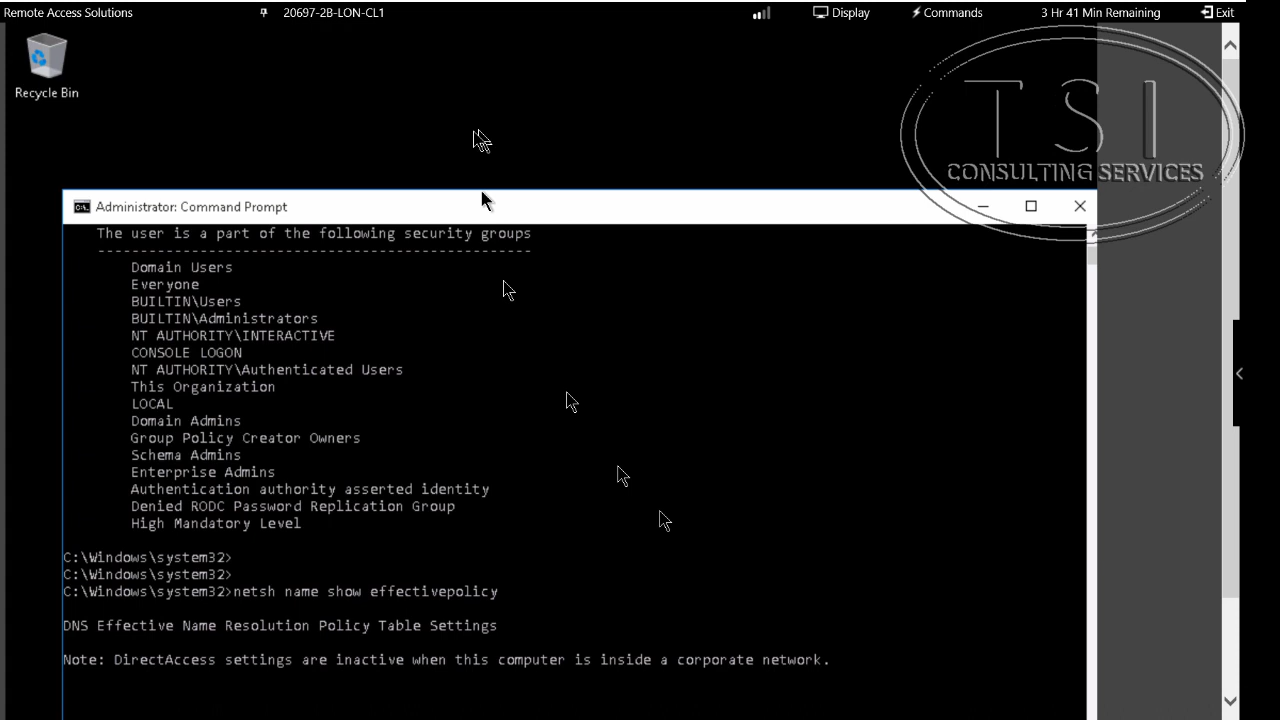 Remote Access Solutions
20697-2B-LON-CL1
Display
Commands
3 Hr 41 Min Remaining
Exit
Recycle Bin
T S I
CONSULTING SERVICES
Administrator: Command Prompt
The user is a part of the following security groups
---------------------------------------------------
Domain Users
Everyone
BUILTIN\Users
BUILTIN\Administrators
NT AUTHORITY\INTERACTIVE
CONSOLE LOGON
NT AUTHORITY\Authenticated Users
This Organization
LOCAL
Domain Admins
Group Policy Creator Owners
Schema Admins
Enterprise Admins
Authentication authority asserted identity
Denied RODC Password Replication Group
High Mandatory Level
C:\Windows\system32>
C:\Windows\system32>
C:\Windows\system32>netsh name show effectivepolicy
DNS Effective Name Resolution Policy Table Settings
Note: DirectAccess settings are inactive when this computer is inside a corporate network.